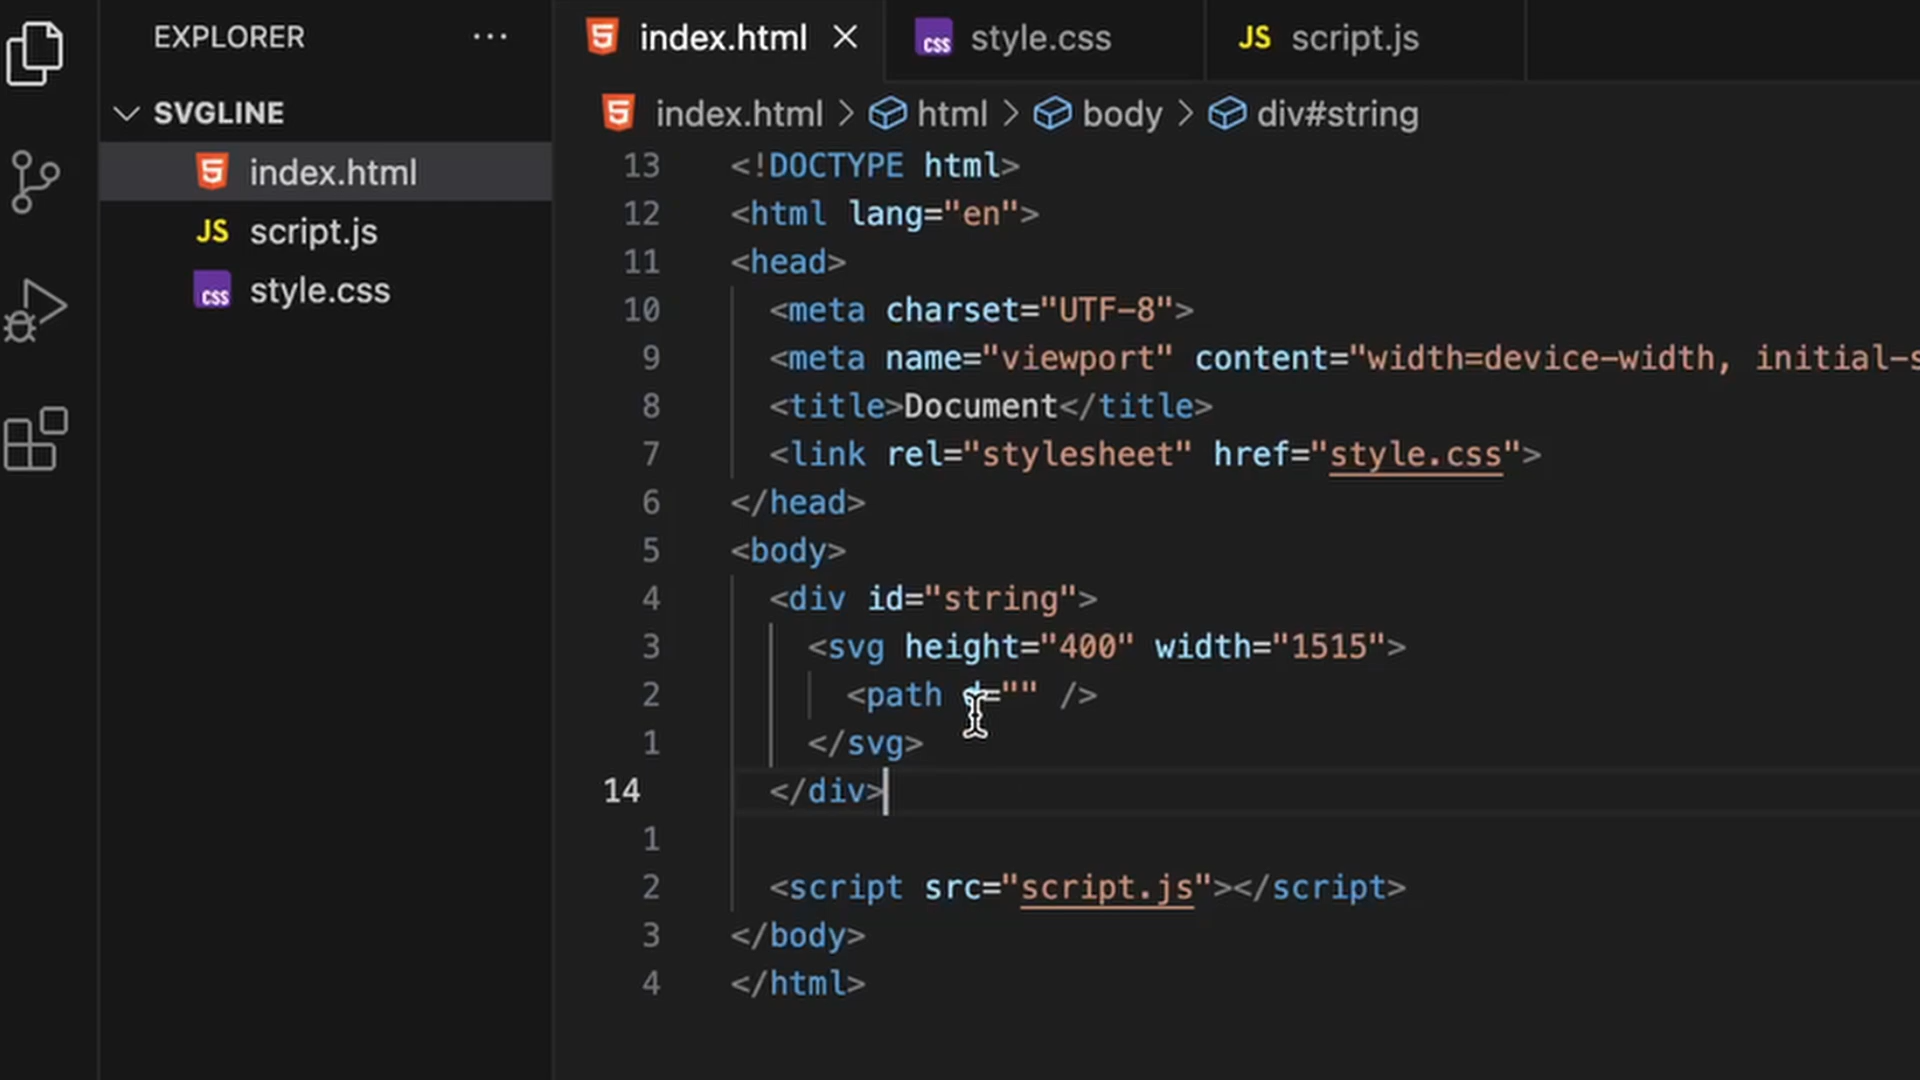 EXPLORER ...
SVGLINE
index.html
JS script.js
css style.css
index.html
css style.css
JS script.js
index.html > html > body > div#string
13 <!DOCTYPE html>
12 <html lang="en">
11 <head>
10 <meta charset="UTF-8">
9 <meta name="viewport" content="width=device-width, initial-s
8 <title>Document</title>
7 <link rel="stylesheet" href="style.css">
6 </head>
5 <body>
4 <div id="string">
3 <svg height="400" width="1515">
2 <path d="" />
1 </svg>
14 </div>
1
2 <script src="script.js"></script>
3 </body>
4 </html>